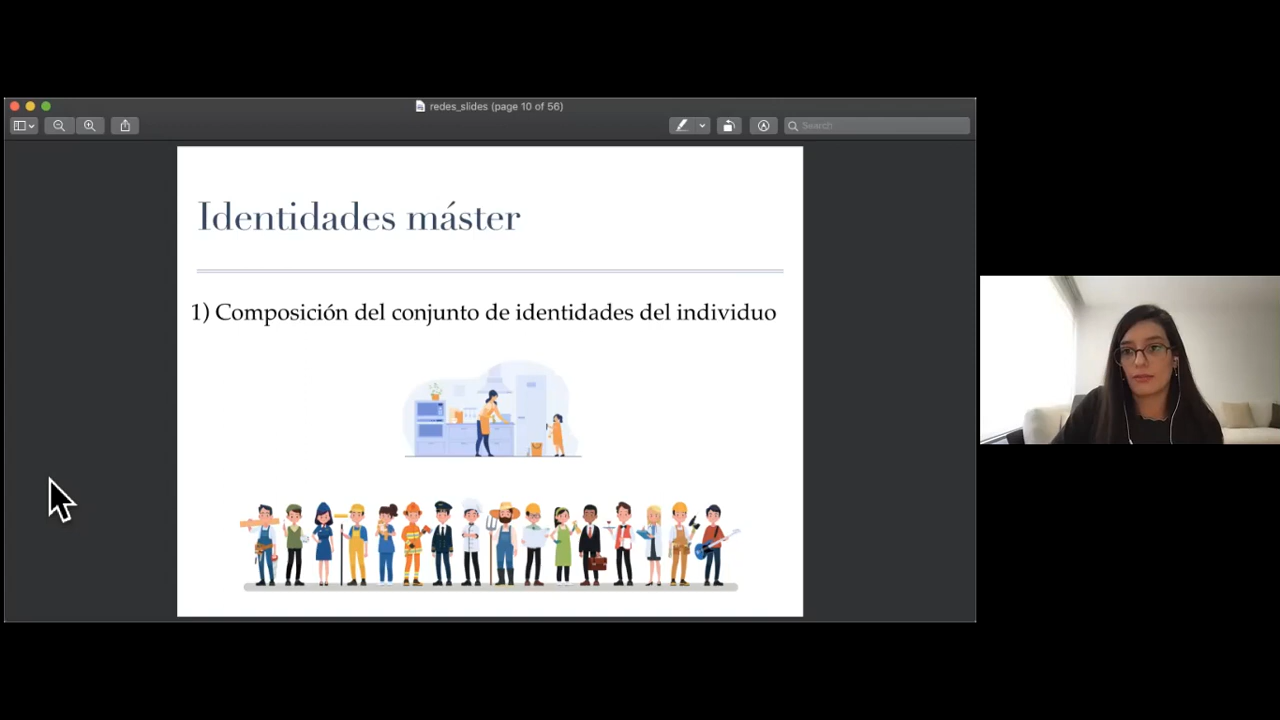 redes_slides (page 10 of 56)
Search
Identidades máster
1) Composición del conjunto de identidades del individuo